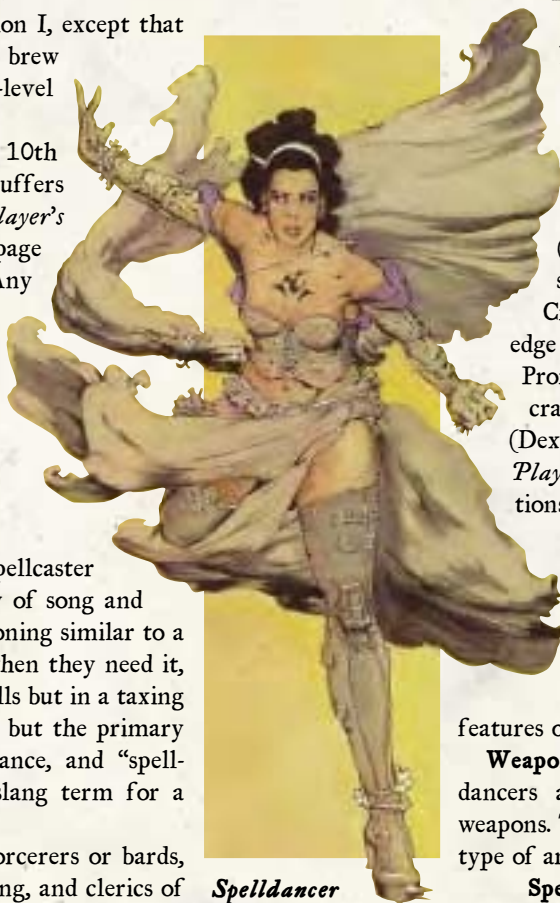 on I, except that
brew
-level
10th
uffers
layer's
page
Any
pellcaster
y of song and
oning similar to a
hen they need it,
lls but in a taxing
but the primary
ance, and “spell-
slang term for a
orcerers or bards,
ng, and clerics of
Spelldancer
(
s
C
edge
Pro
cra
(Dex
Play
tions
features o
Weapo
dancers a
weapons.
type of ar
Spe